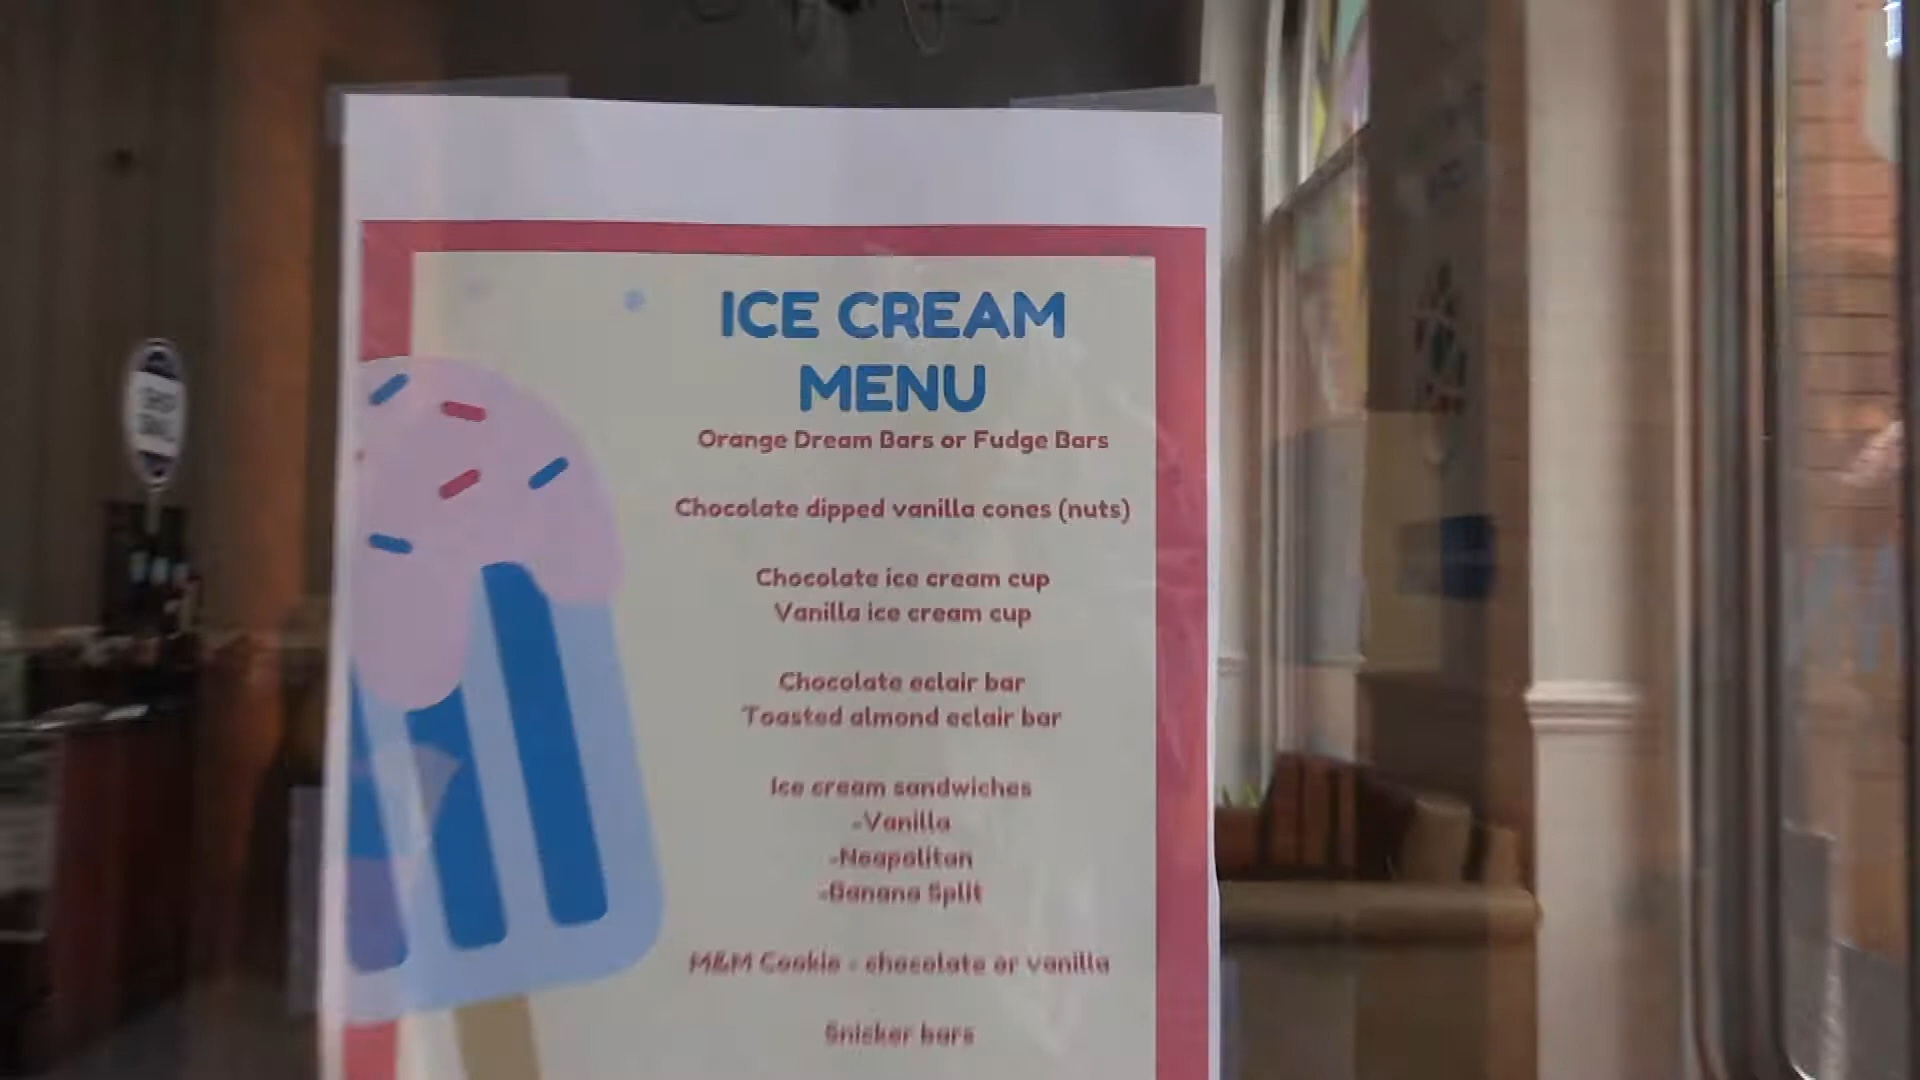 ICE CREAM
MENU
Orange Dream Bars or Fudge Bars
Chocolate dipped vanilla cones (nuts)
Chocolate ice cream cup
Vanilla ice cream cup
Chocolate eclair bar
Toasted almond eclair bar
Ice cream sandwiches
-Vanilla
-Neapolitan
-Banana Split
M&M Cookie - chocolate or vanilla
Snicker bars